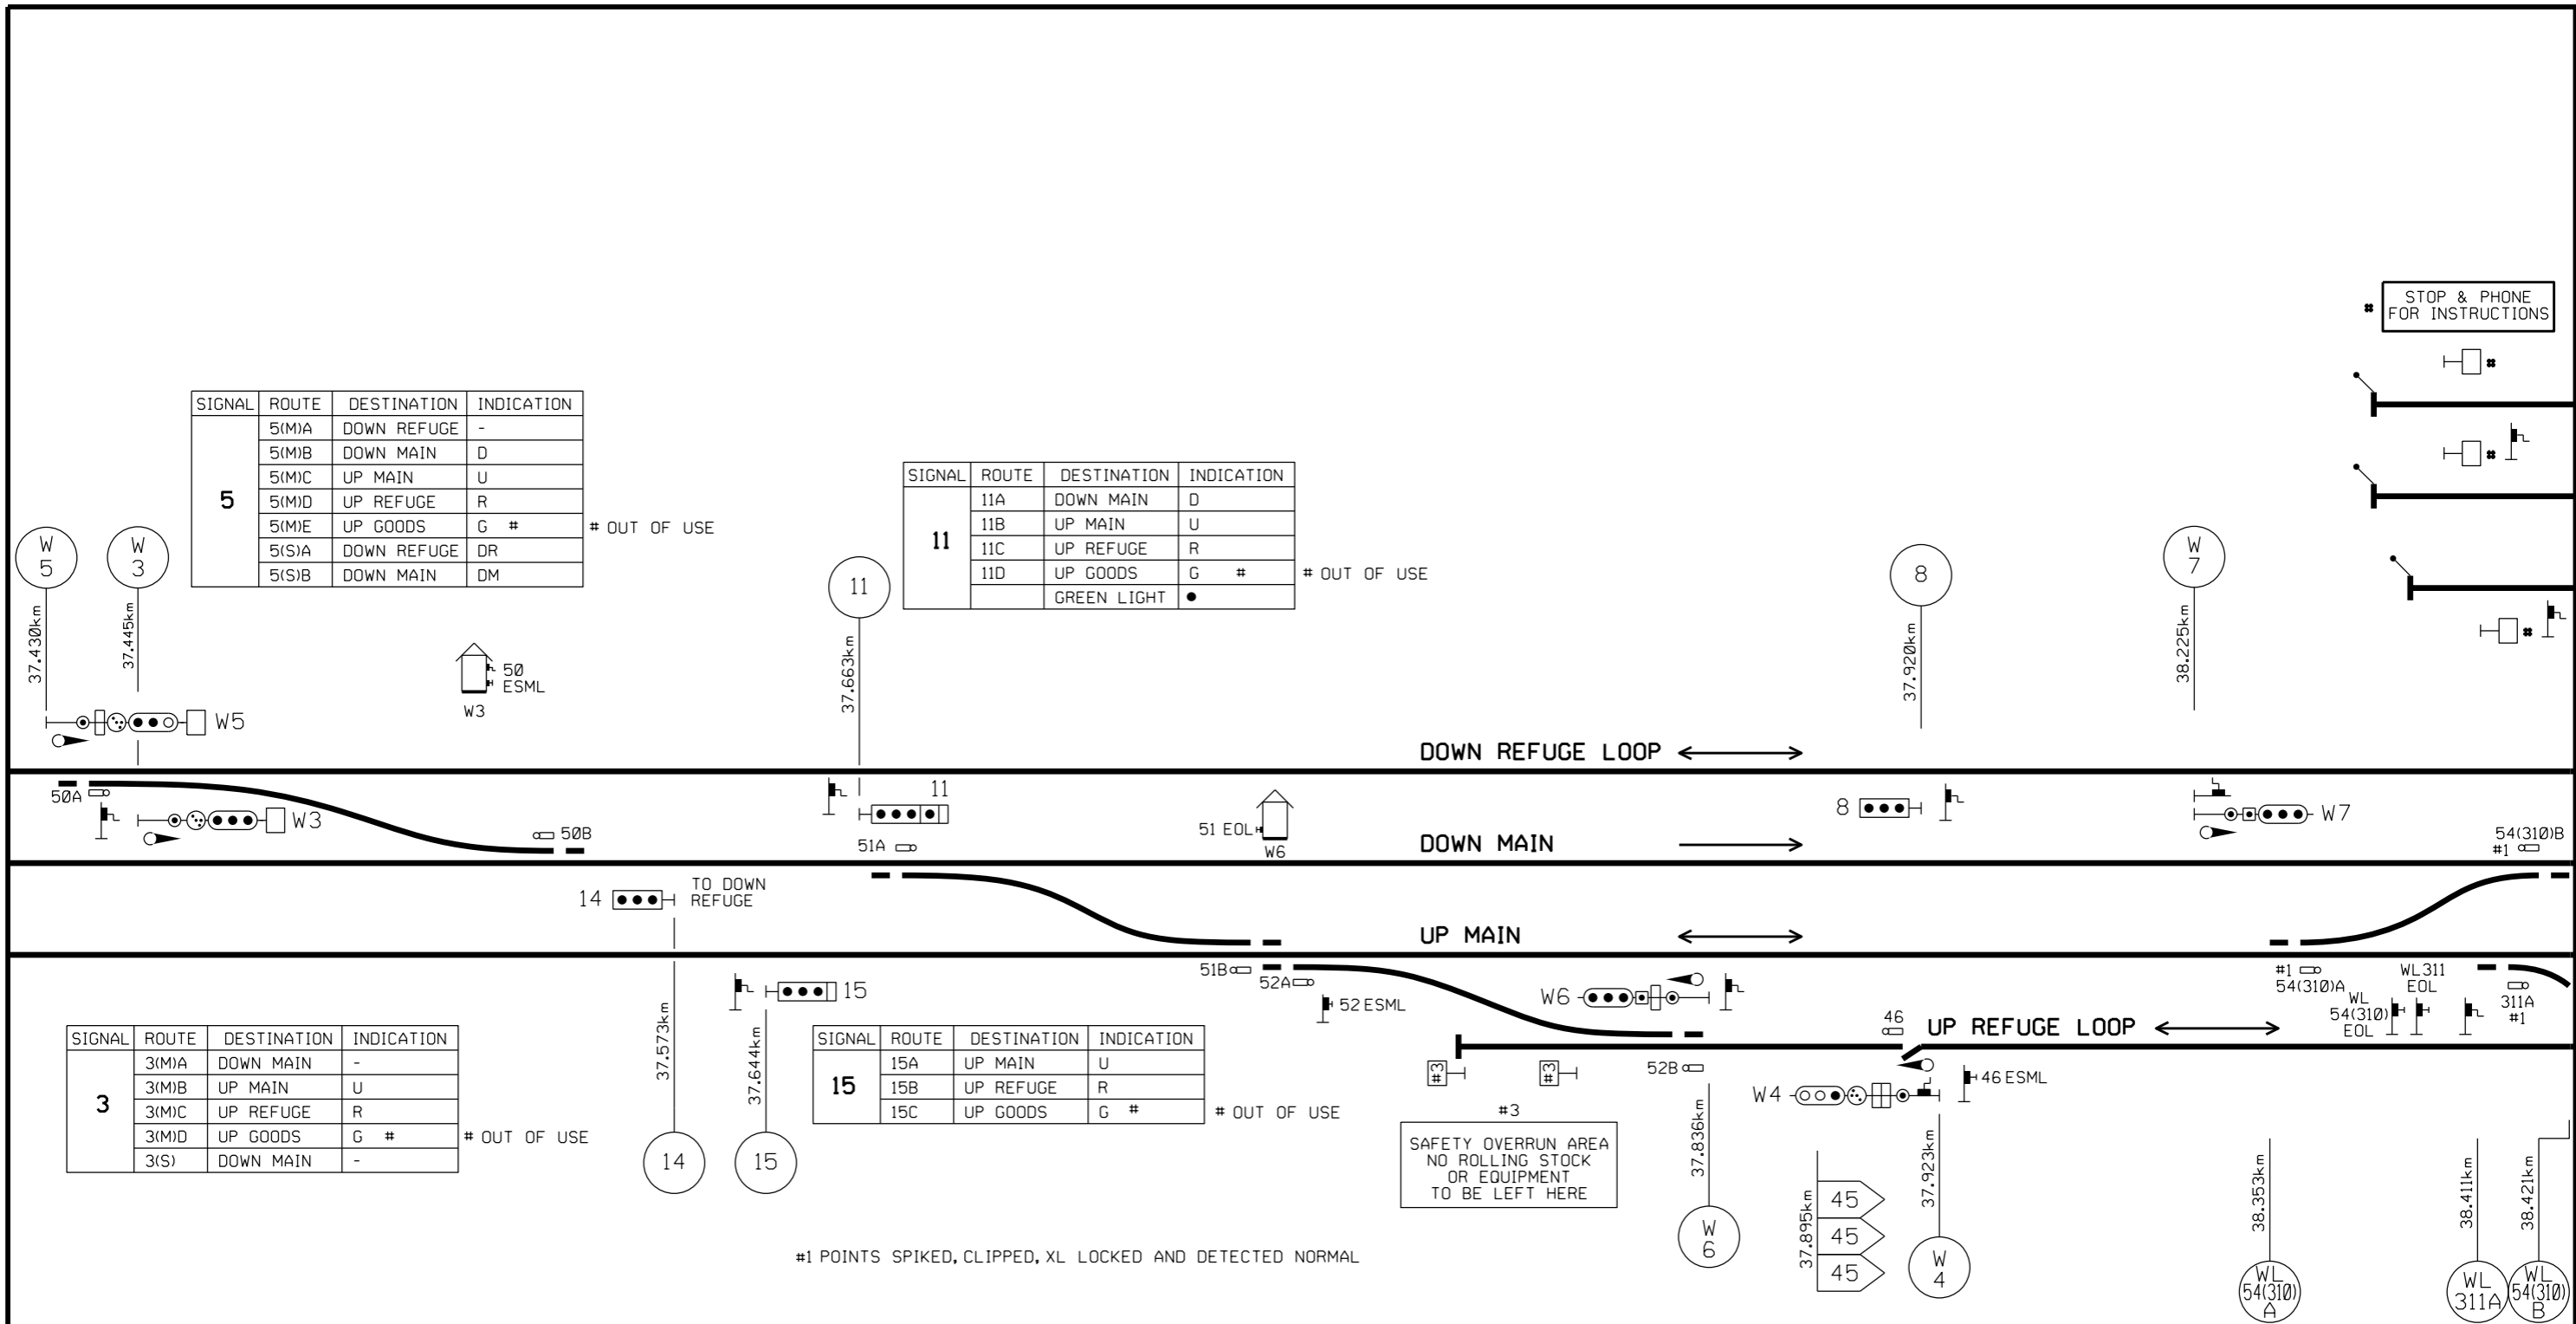 STOP & PHONE
FOR INSTRUCTIONS
SIGNAL ROUTE DESTINATION INDICATION
5
5(M)A DOWN REFUGE -
5(M)B DOWN MAIN D
5(M)C UP MAIN U
5(M)D UP REFUGE R
5(M)E UP GOODS G # # OUT OF USE
5(S)A DOWN REFUGE DR
5(S)B DOWN MAIN DM
SIGNAL ROUTE DESTINATION INDICATION
11
11A DOWN MAIN D
11B UP MAIN U
11C UP REFUGE R
11D UP GOODS G # # OUT OF USE
GREEN LIGHT ●
W
5
W
3
11
8
W
7
37.430km
37.445km
37.663km
37.920km
38.225km
50
ESML
W3
W5
DOWN REFUGE LOOP
50A
W3
50B
11
51A
51 EOL
W6
8
W7
54(310)B
#1
DOWN MAIN
14
TO DOWN
REFUGE
UP MAIN
15
51B
52A
52 ESML
W6
#1
54(310)A
WL
54(310)
EOL
WL311
EOL
311A
#1
46
UP REFUGE LOOP
SIGNAL ROUTE DESTINATION INDICATION
3
3(M)A DOWN MAIN -
3(M)B UP MAIN U
3(M)C UP REFUGE R
3(M)D UP GOODS G # # OUT OF USE
3(S) DOWN MAIN -
37.573km
37.644km
14
15
SIGNAL ROUTE DESTINATION INDICATION
15
15A UP MAIN U
15B UP REFUGE R
15C UP GOODS G # # OUT OF USE
#3
#3
52B
W4
46 ESML
#3
SAFETY OVERRUN AREA
NO ROLLING STOCK
OR EQUIPMENT
TO BE LEFT HERE
37.836km
W
6
37.895km
45
45
45
37.923km
W
4
38.353km
WL
54(310)
A
38.411km
WL
311A
38.421km
WL
54(310)
B
#1 POINTS SPIKED, CLIPPED, XL LOCKED AND DETECTED NORMAL